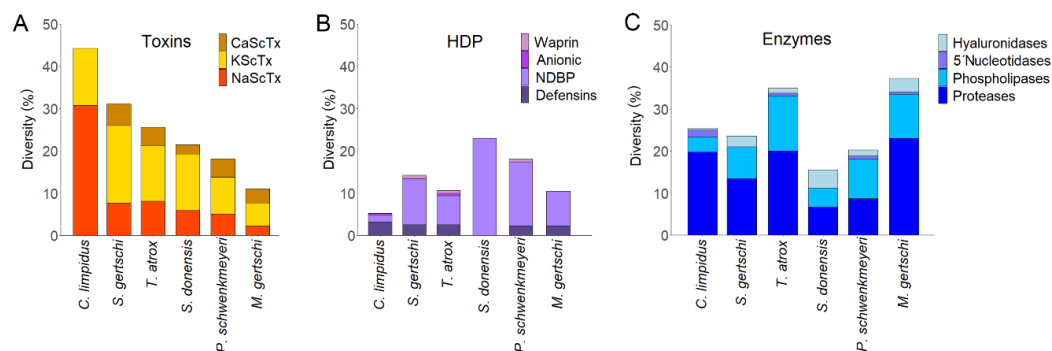 A
Toxins
CaScTx
KScTx
NaScTx
Diversity (%)
50
40
30
20
10
0
C. limpidus
S. gertschi
T. atrox
S. donensis
P. schwenkmeyeri
M. gertschi
B
HDP
Waprin
Anionic
NDBP
Defensins
Diversity (%)
50
40
30
20
10
0
C. limpidus
S. gertschi
T. atrox
S. donensis
P. schwenkmeyeri
M. gertschi
C
Enzymes
Hyaluronidases
5´Nucleotidases
Phospholipases
Proteases
Diversity (%)
50
40
30
20
10
0
C. limpidus
S. gertschi
T. atrox
S. donensis
P. schwenkmeyeri
M. gertschi